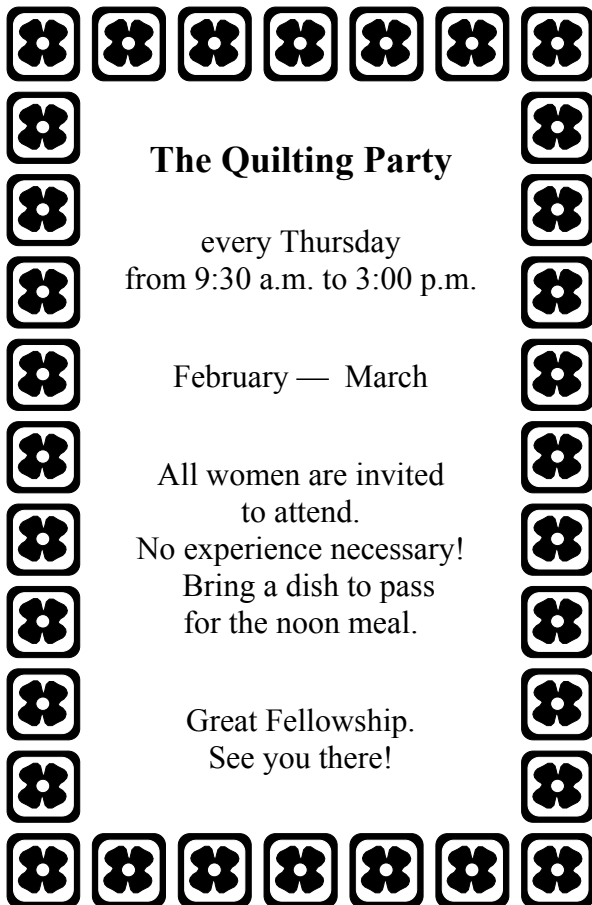 The Quilting Party
every Thursday
from 9:30 a.m. to 3:00 p.m.
February — March
All women are invited
to attend.
No experience necessary!
Bring a dish to pass
for the noon meal.
Great Fellowship.
See you there!